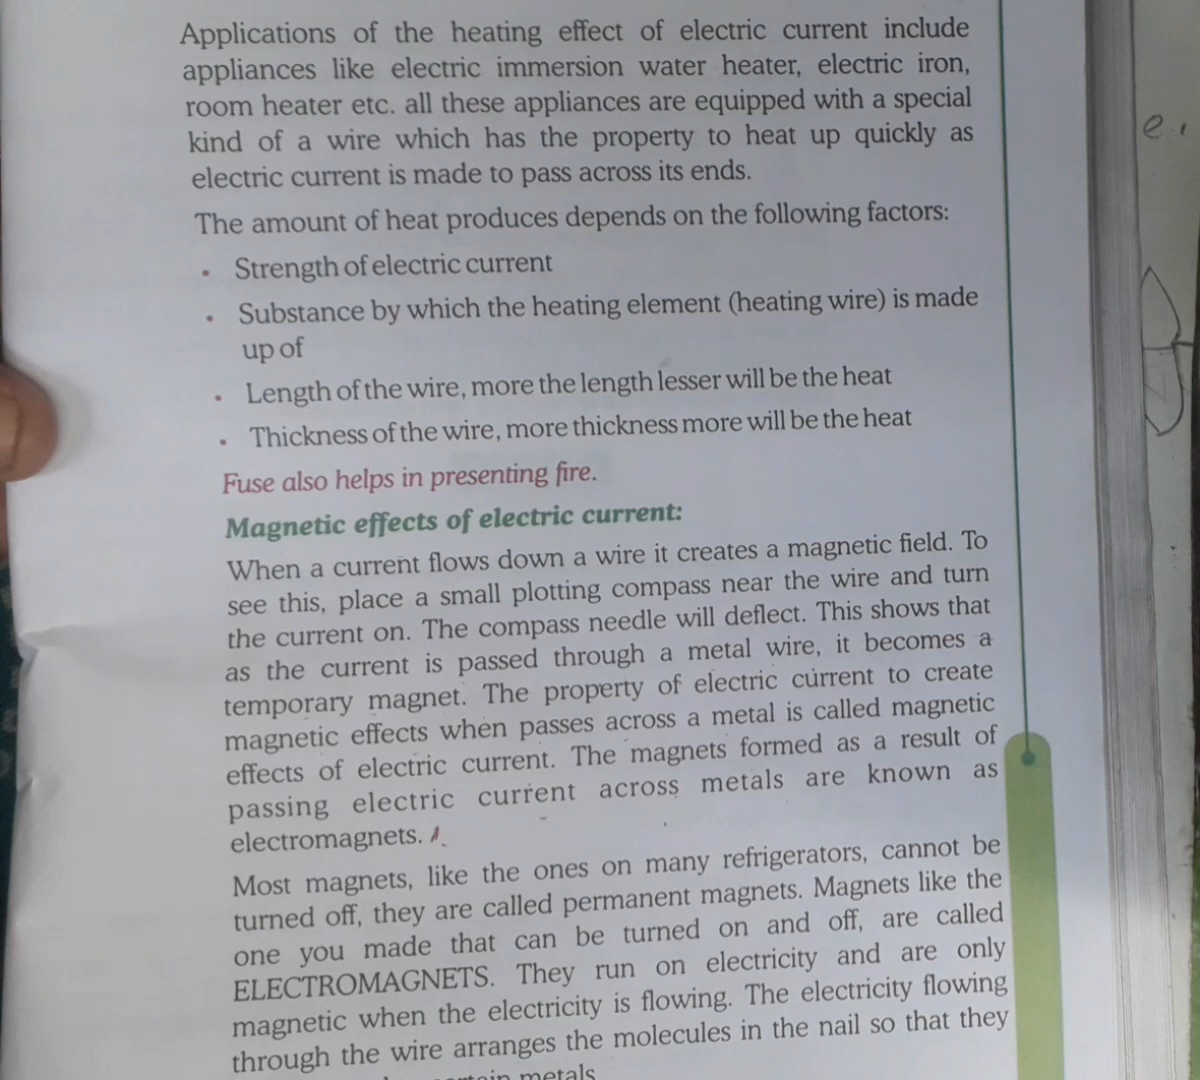 Applications of the heating effect of electric current include
appliances like electric immersion water heater, electric iron,
room heater etc. all these appliances are equipped with a special
kind of a wire which has the property to heat up quickly as
electric current is made to pass across its ends.
The amount of heat produces depends on the following factors:
• Strength of electric current
• Substance by which the heating element (heating wire) is made
up of
• Length of the wire, more the length lesser will be the heat
• Thickness of the wire, more thickness more will be the heat
Fuse also helps in presenting fire.
Magnetic effects of electric current:
When a current flows down a wire it creates a magnetic field. To
see this, place a small plotting compass near the wire and turn
the current on. The compass needle will deflect. This shows that
as the current is passed through a metal wire, it becomes a
temporary magnet. The property of electric current to create
magnetic effects when passes across a metal is called magnetic
effects of electric current. The magnets formed as a result of
passing electric current across metals are known as
electromagnets.
Most magnets, like the ones on many refrigerators, cannot be
turned off, they are called permanent magnets. Magnets like the
one you made that can be turned on and off, are called
ELECTROMAGNETS. They run on electricity and are only
magnetic when the electricity is flowing. The electricity flowing
through the wire arranges the molecules in the nail so that they
metals
e.